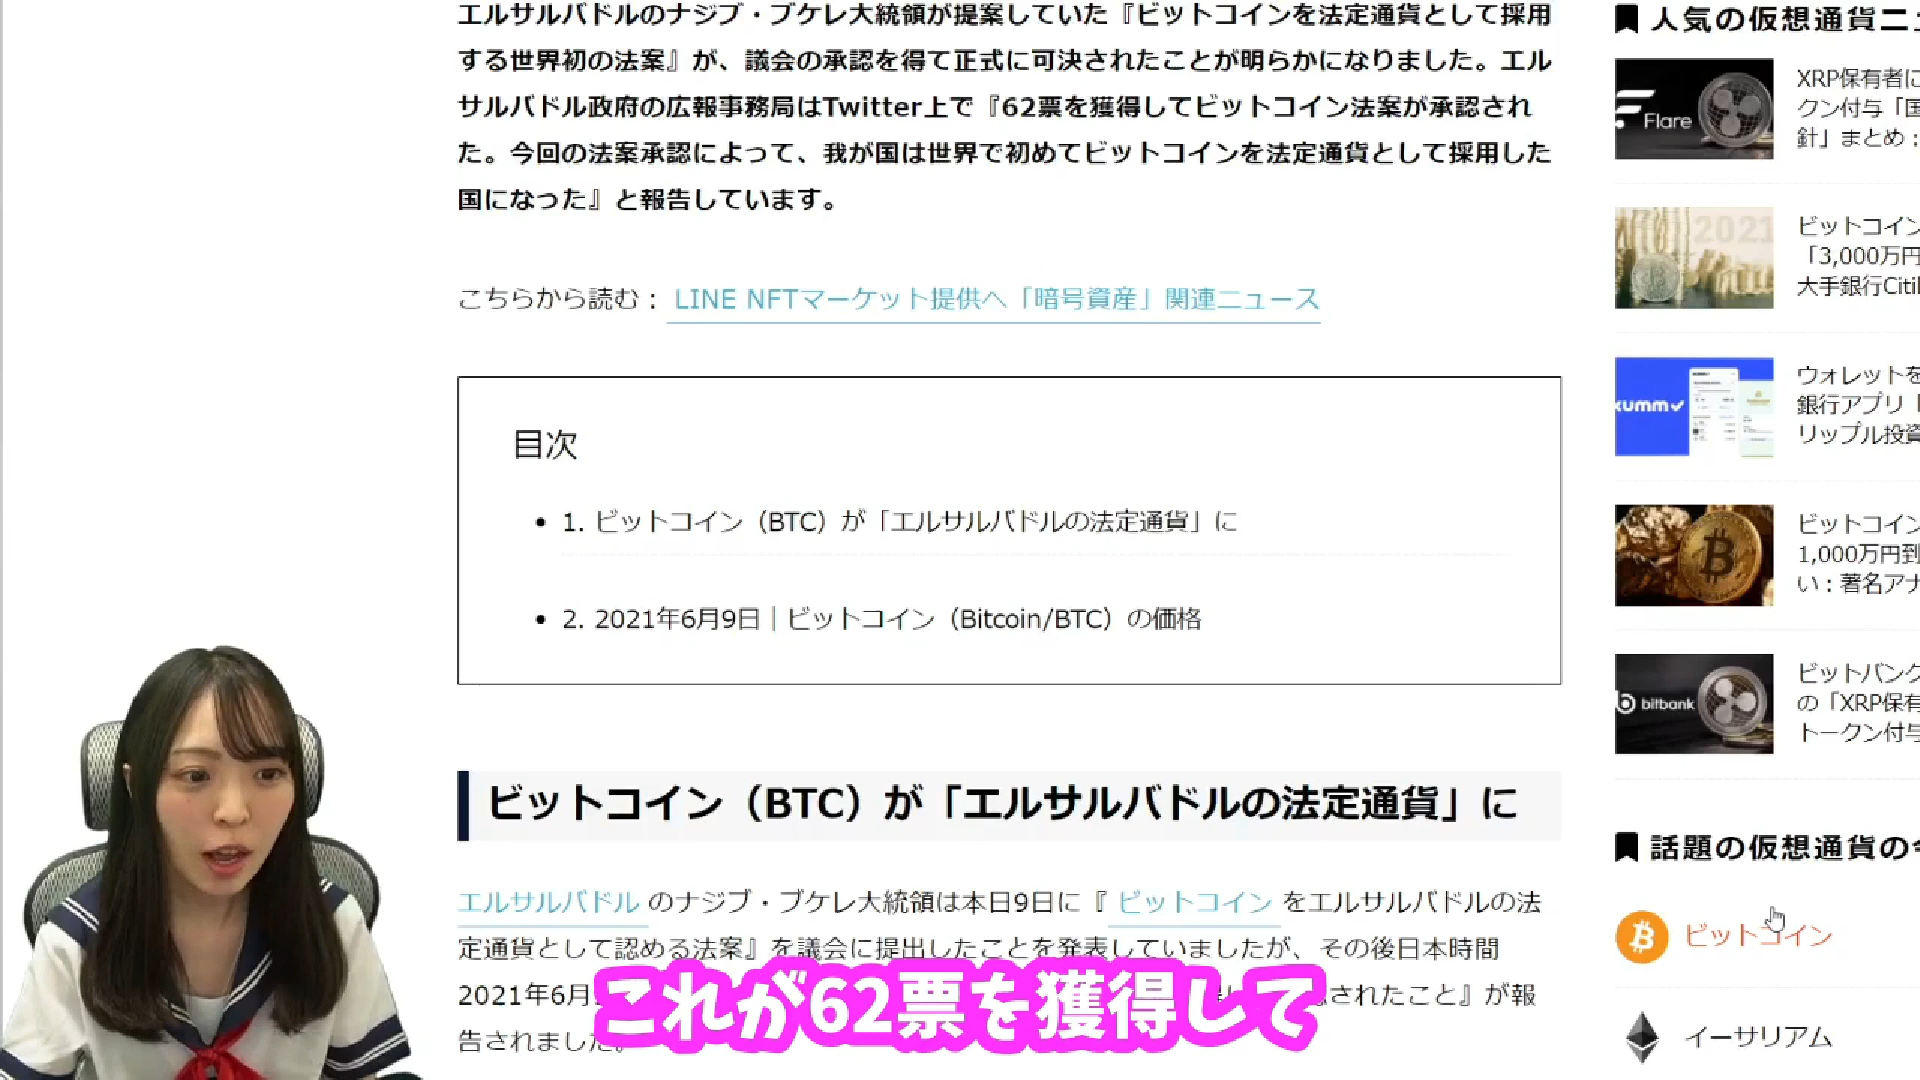 エルサルバドルのナジブ・ブケレ大統領が提案していた『ビットコインを法定通貨として採用
する世界初の法案』が、議会の承認を得て正式に可決されたことが明らかになりました。エル
サルバドル政府の広報事務局はTwitter上で『62票を獲得してビットコイン法案が承認され
た。今回の法案承認によって、我が国は世界で初めてビットコインを法定通貨として採用した
国になった』と報告しています。
こちらから読む： LINE NFTマーケット提供へ「暗号資産」関連ニュース
目次
1. ビットコイン（BTC）が「エルサルバドルの法定通貨」に
2. 2021年6月9日｜ビットコイン（Bitcoin/BTC）の価格
ビットコイン（BTC）が「エルサルバドルの法定通貨」に
エルサルバドル のナジブ・ブケレ大統領は本日9日に『 ビットコイン をエルサルバドルの法
定通貨として認める法案』を議会に提出したことを発表していましたが、その後日本時間
2021年6月
されたこと』が報
告されました。
これが62票を獲得して
人気の仮想通貨ニュ
Flare
XRP保有者に
クン付与「国
針」まとめ：
2021
ビットコイン
「3,000万円
大手銀行Citi
xumm
ウォレットを
銀行アプリ「
リップル投資
ビットコイン
1,000万円到
い：著名アナ
bitbank
ビットバンク
の「XRP保有
トークン付与
話題の仮想通貨の今
ビットコイン
イーサリアム